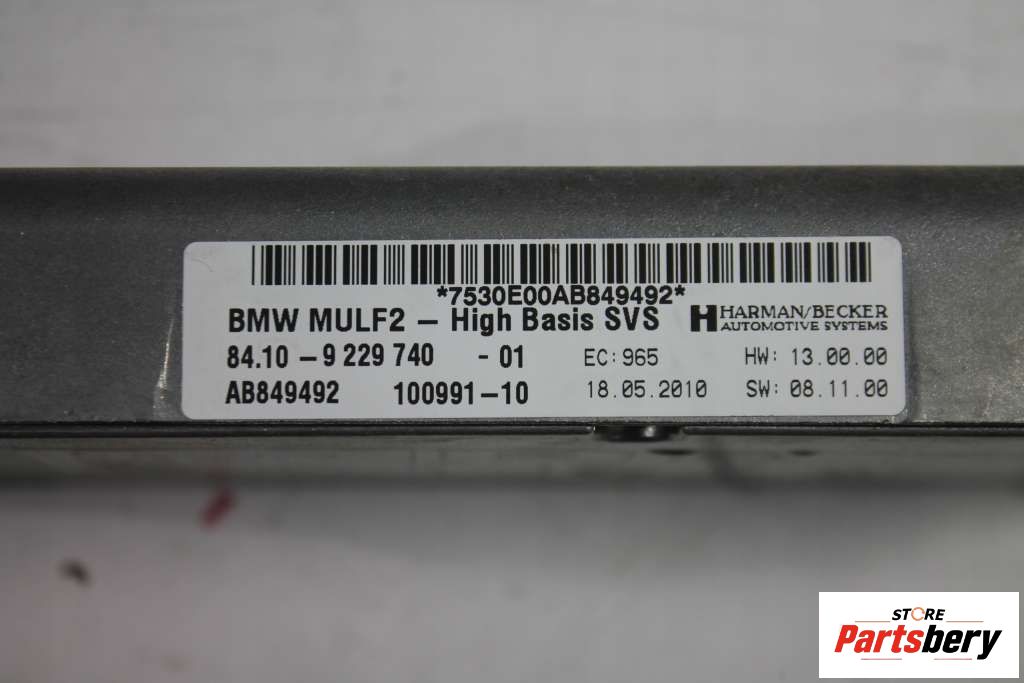 *7530E00AB849492*
BMW MULF2 – High Basis SVS
HARMAN/BECKER
AUTOMOTIVE SYSTEMS
84.10 – 9 229 740 - 01 EC: 965 HW: 13.00.00
AB849492 100991–10 18.05.2010 SW: 08.11.00
STORE
Partsbery